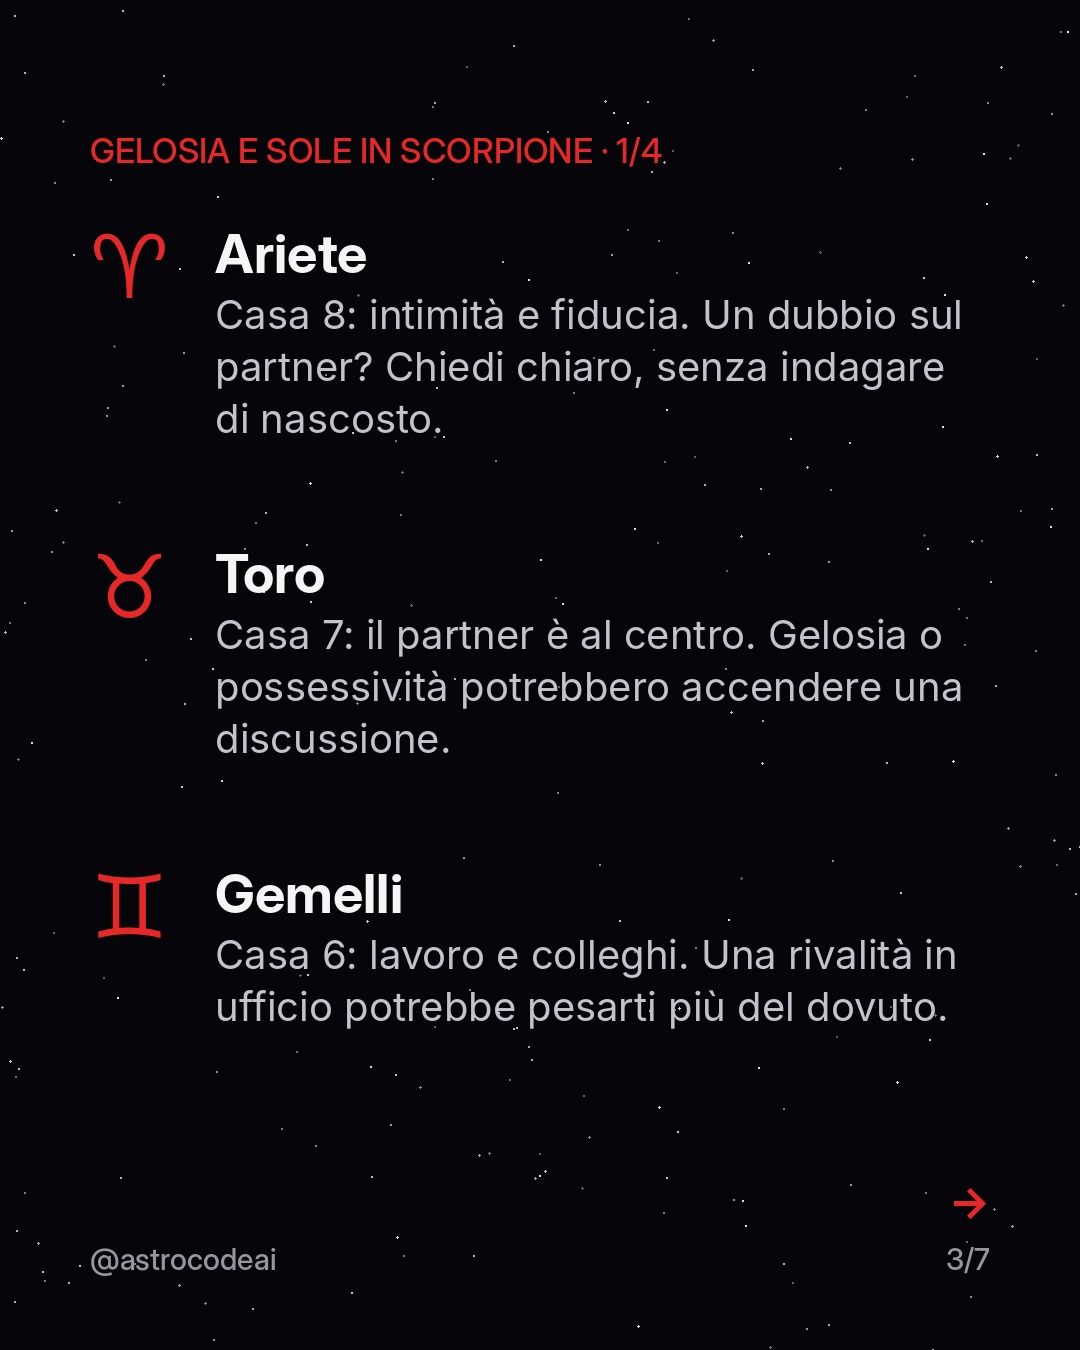 GELOSIA E SOLE IN SCORPIONE · 1/4
♈ Ariete
Casa 8: intimità e fiducia. Un dubbio sul
partner? Chiedi chiaro, senza indagare
di nascosto.
♉ Toro
Casa 7: il partner è al centro. Gelosia o
possessività potrebbero accendere una
discussione.
♊ Gemelli
Casa 6: lavoro e colleghi. Una rivalità in
ufficio potrebbe pesarti più del dovuto.
→
@astrocodeai
3/7